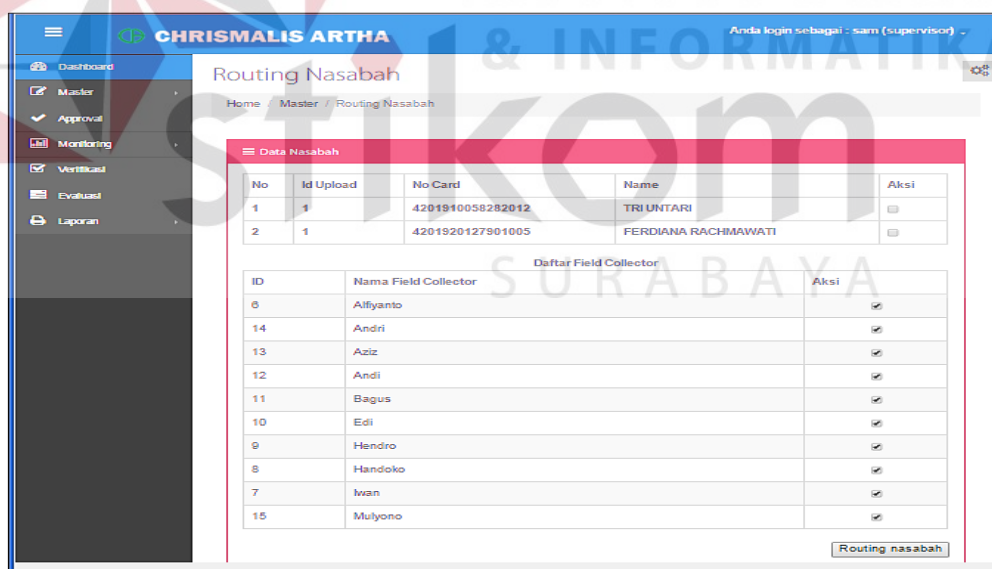 CHRISMALIS ARTHA
Anda login sebagai : sam (supervisor)
& INFORMATIKA
stikom
SURABAYA
Dashboard
Master
Approval
Monitoring
Verifikasi
Evaluasi
Laporan
Routing Nasabah
Home / Master / Routing Nasabah
Data Nasabah
No Id Upload No Card Name Aksi
1 1 4201910058282012 TRI UNTARI
2 1 4201920127901005 FERDIANA RACHMAWATI
Daftar Field Collector
ID Nama Field Collector Aksi
6 Alfiyanto
14 Andri
13 Aziz
12 Andi
11 Bagus
10 Edi
9 Hendro
8 Handoko
7 Iwan
15 Mulyono
Routing nasabah